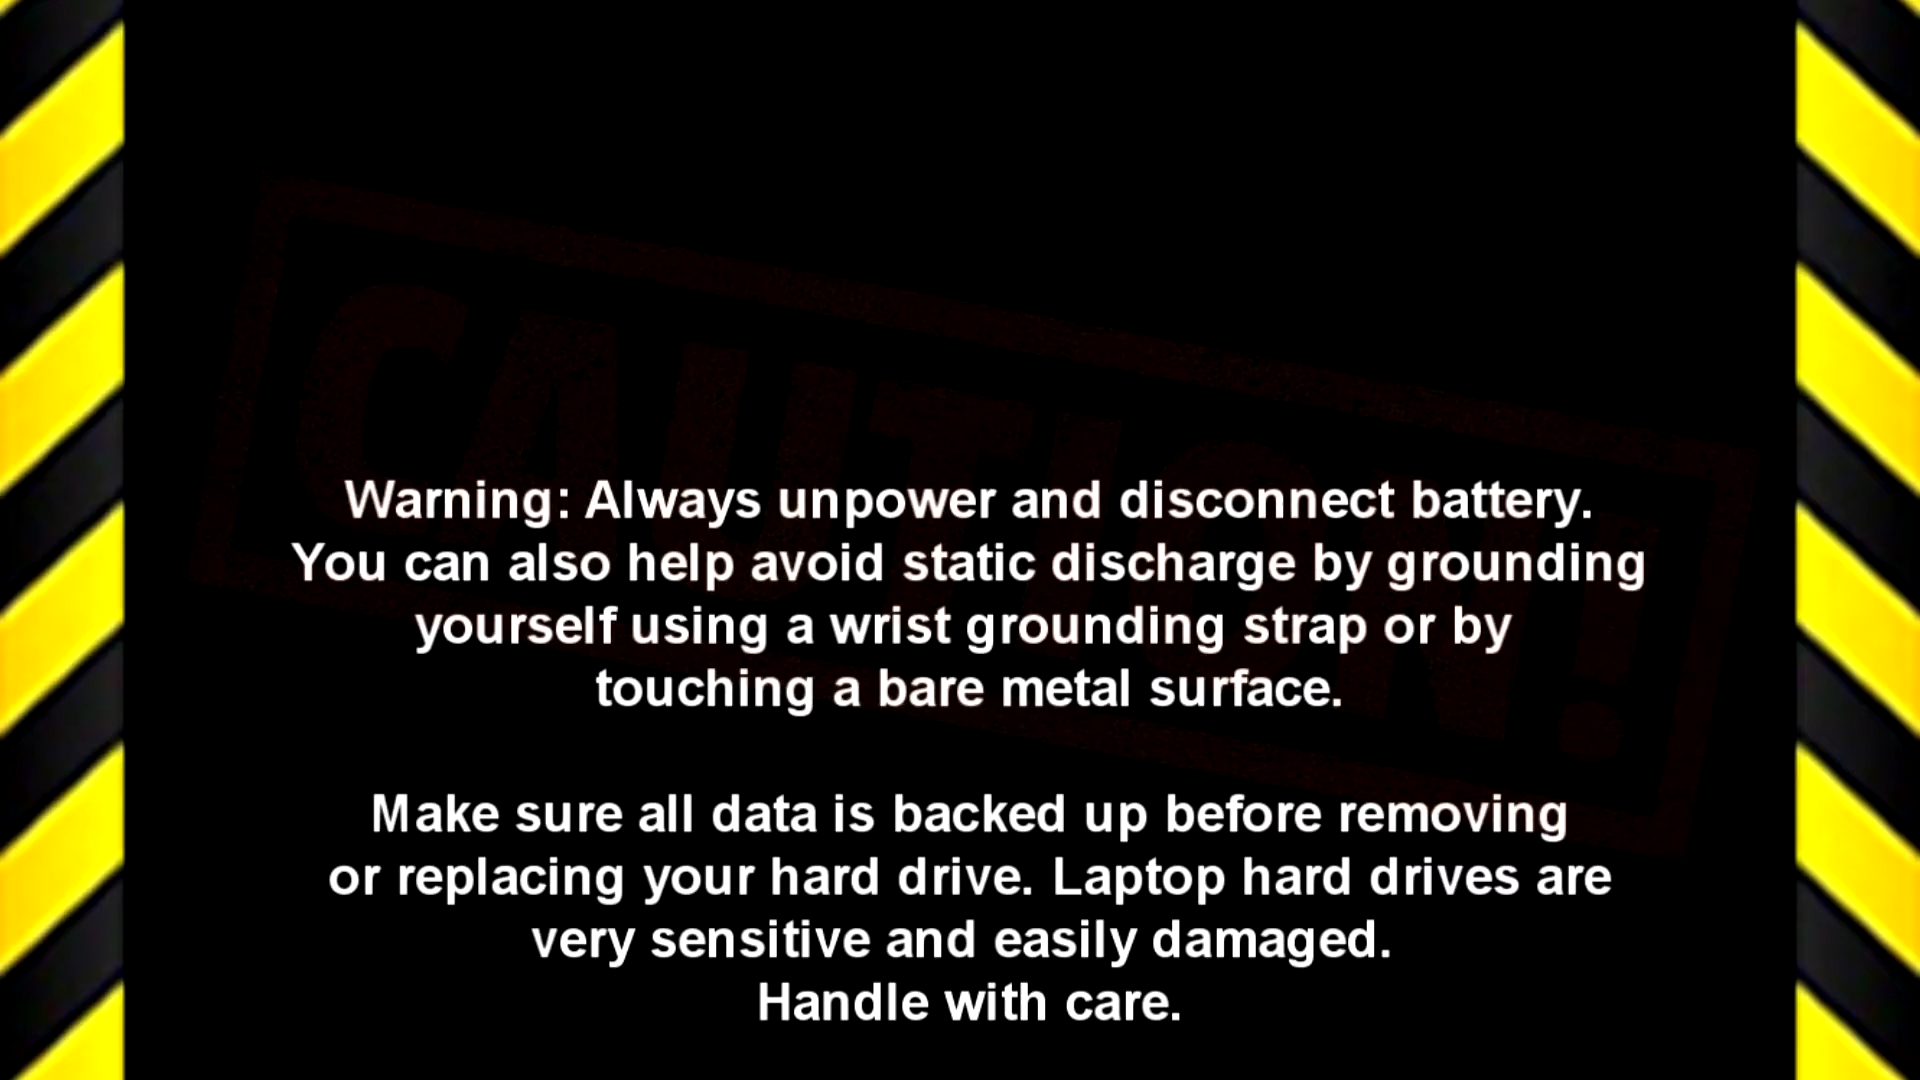 CAUTION!
Warning: Always unpower and disconnect battery.
You can also help avoid static discharge by grounding
yourself using a wrist grounding strap or by
touching a bare metal surface.
Make sure all data is backed up before removing
or replacing your hard drive. Laptop hard drives are
very sensitive and easily damaged.
Handle with care.